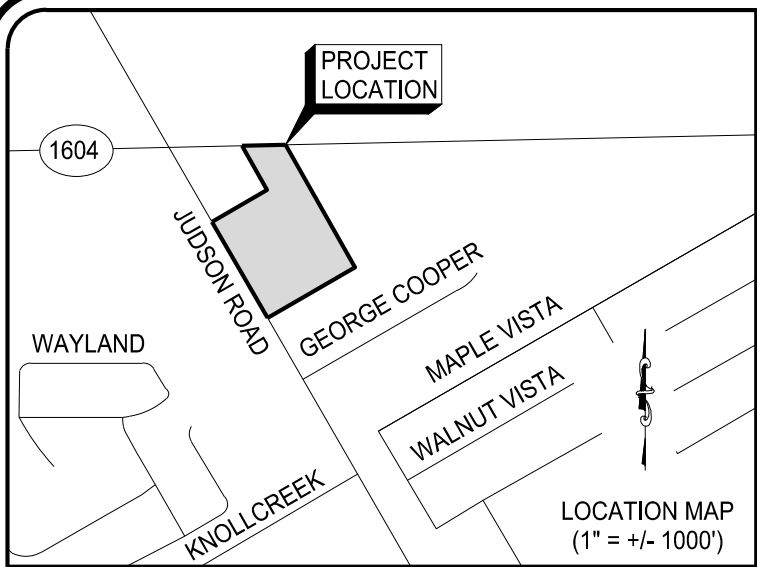 PROJECT
LOCATION
1604
JUDSON ROAD
GEORGE COOPER
WAYLAND
MAPLE VISTA
WALNUT VISTA
KNOLLCREEK
LOCATION MAP
(1" = +/- 1000')